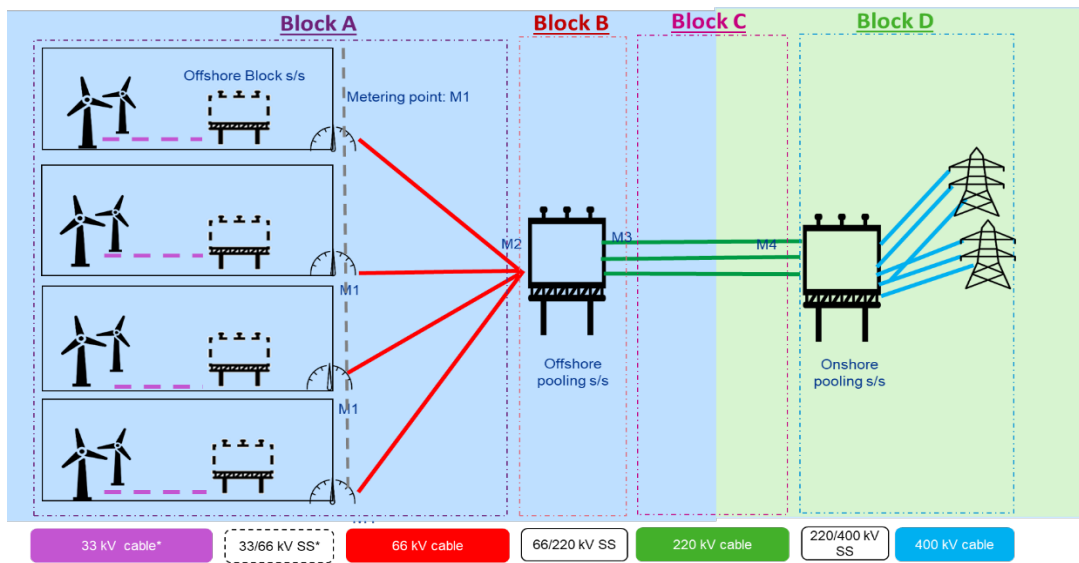 Block A
Block B
Block C
Block D
Offshore Block s/s
Metering point: M1
M2
M3
M4
M1
M1
Offshore
pooling s/s
Onshore
pooling s/s
33 kV cable*
33/66 kV SS*
66 kV cable
66/220 kV SS
220 kV cable
220/400 kV
SS
400 kV cable